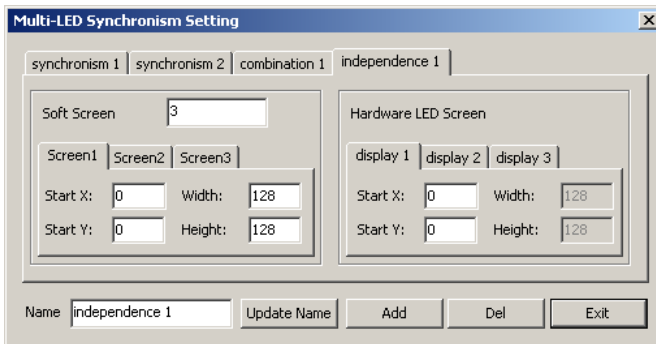 Multi-LED Synchronism Setting
synchronism 1 synchronism 2 combination 1 independence 1
Soft Screen 3
Hardware LED Screen
Screen1 Screen2 Screen3
display 1 display 2 display 3
Start X: 0 Width: 128
Start X: 0 Width: 128
Start Y: 0 Height: 128
Start Y: 0 Height: 128
Name independence 1 Update Name Add Del Exit